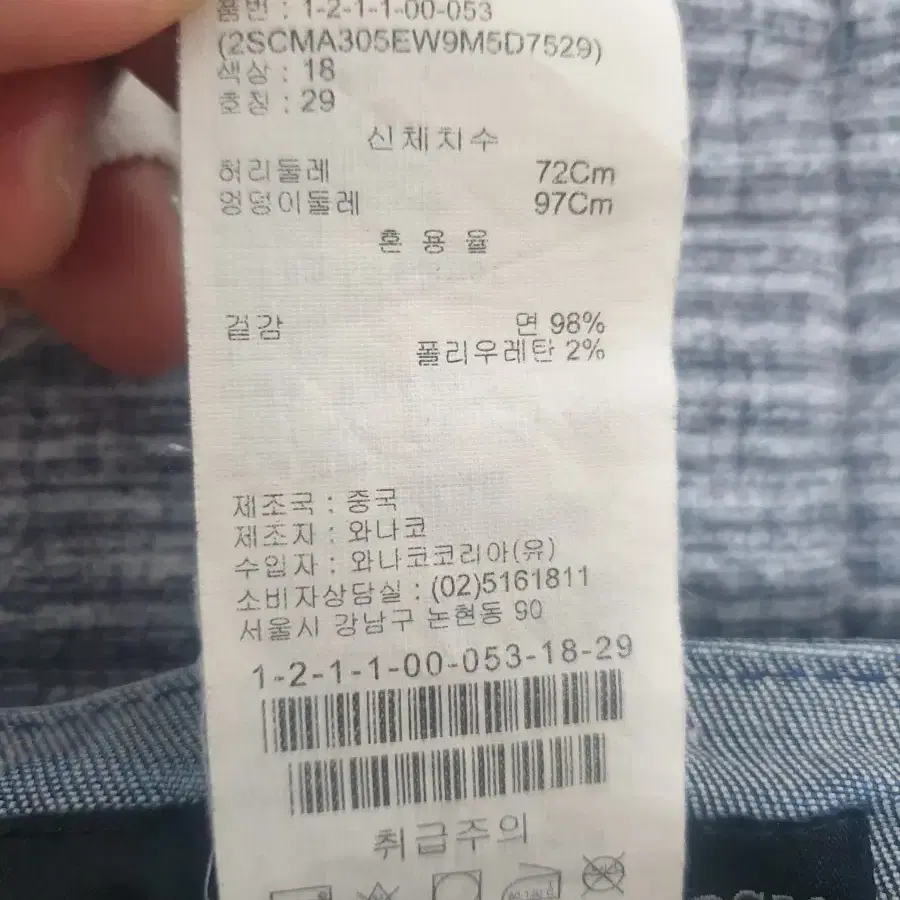 품번 : 1-2-1-1-00-053
(2SCMA305EW9M5D7529)
색상 : 18
호칭 : 29
신체치수
허리둘레 72Cm
엉덩이둘레 97Cm
혼용율
겉감 면 98%
폴리우레탄 2%
제조국 : 중국
제조자 : 와나코
수입자 : 와나코코리아(유)
소비자상담실 : (02)5161811
서울시 강남구 논현동 90
1-2-1-1-00-053-18-29
취급주의